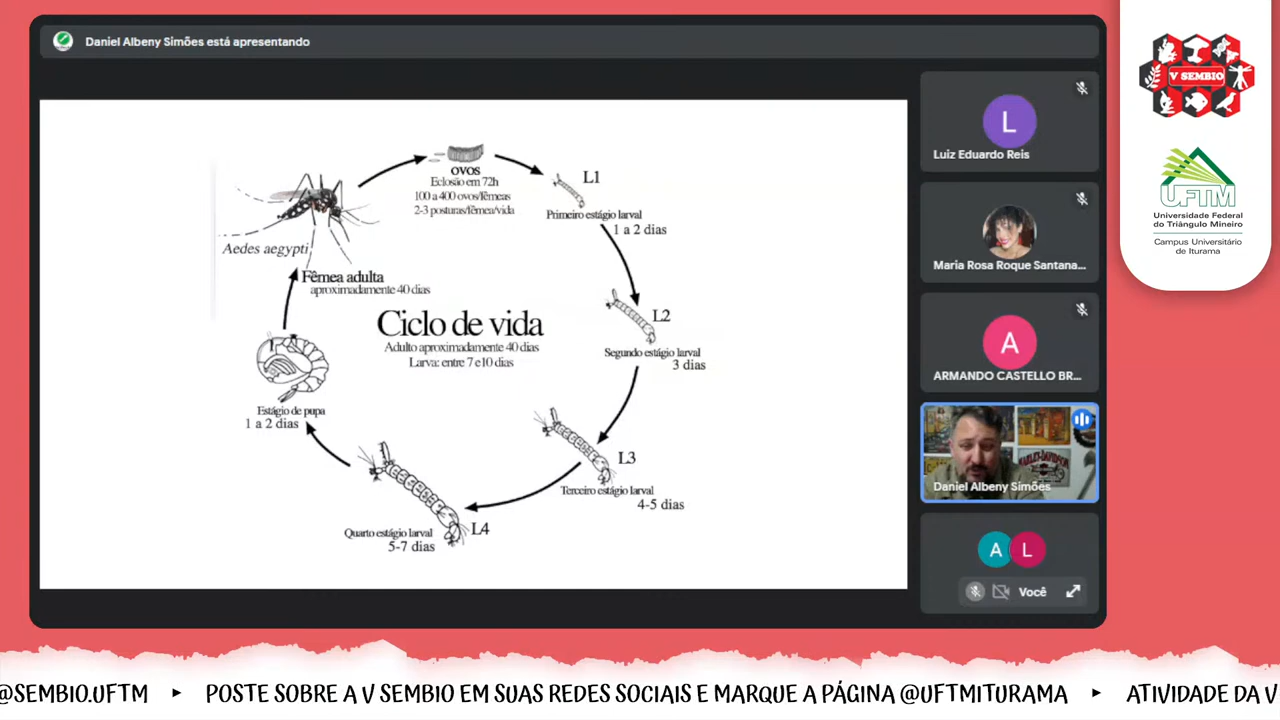 Daniel Albeny Simões está apresentando
OVOS
Eclosão em 72h
100 a 400 ovos/fêmeas
2-3 posturas/fêmea/vida
L1
Primeiro estágio larval
1 a 2 dias
Aedes aegypti
Fêmea adulta
aproximadamente 40 dias
L2
Segundo estágio larval
3 dias
Ciclo de vida
Adulto aproximadamente 40 dias
Larva: entre 7 e 10 dias
Estágio de pupa
1 a 2 dias
L3
Terceiro estágio larval
4-5 dias
L4
Quarto estágio larval
5-7 dias
L
Luiz Eduardo Reis
Maria Rosa Roque Santana...
A
ARMANDO CASTELLO BR...
HARLEY-DAVIDSON
Daniel Albeny Simões
A L
Você
V SEMBIO
UFTM
Universidade Federal
do Triângulo Mineiro
Campus Universitário
de Iturama
@SEMBIO.UFTM ▸ POSTE SOBRE A V SEMBIO EM SUAS REDES SOCIAIS E MARQUE A PÁGINA @UFTMITURAMA ▸ ATIVIDADE DA V